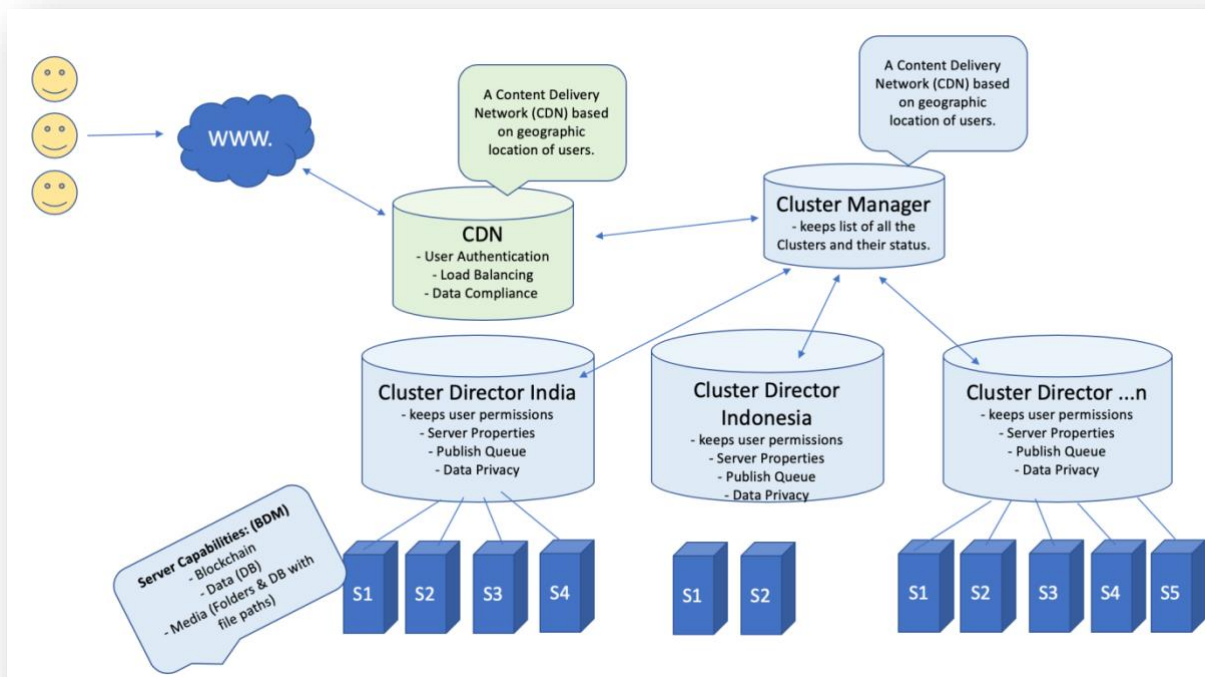 A Content Delivery
Network (CDN) based
on geographic
location of users.
A Content Delivery
Network (CDN) based
on geographic
location of users.
WWW.
CDN
- User Authentication
- Load Balancing
- Data Compliance
Cluster Manager
- keeps list of all the
Clusters and their status.
Cluster Director India
- keeps user permissions
- Server Properties
- Publish Queue
- Data Privacy
Cluster Director
Indonesia
- keeps user permissions
- Server Properties
- Publish Queue
- Data Privacy
Cluster Director ...n
- keeps user permissions
- Server Properties
- Publish Queue
- Data Privacy
Server Capabilities: (BDM)
- Blockchain
- Data (DB)
- Media (Folders & DB with
file paths)
S1
S2
S3
S4
S1
S2
S1
S2
S3
S4
S5